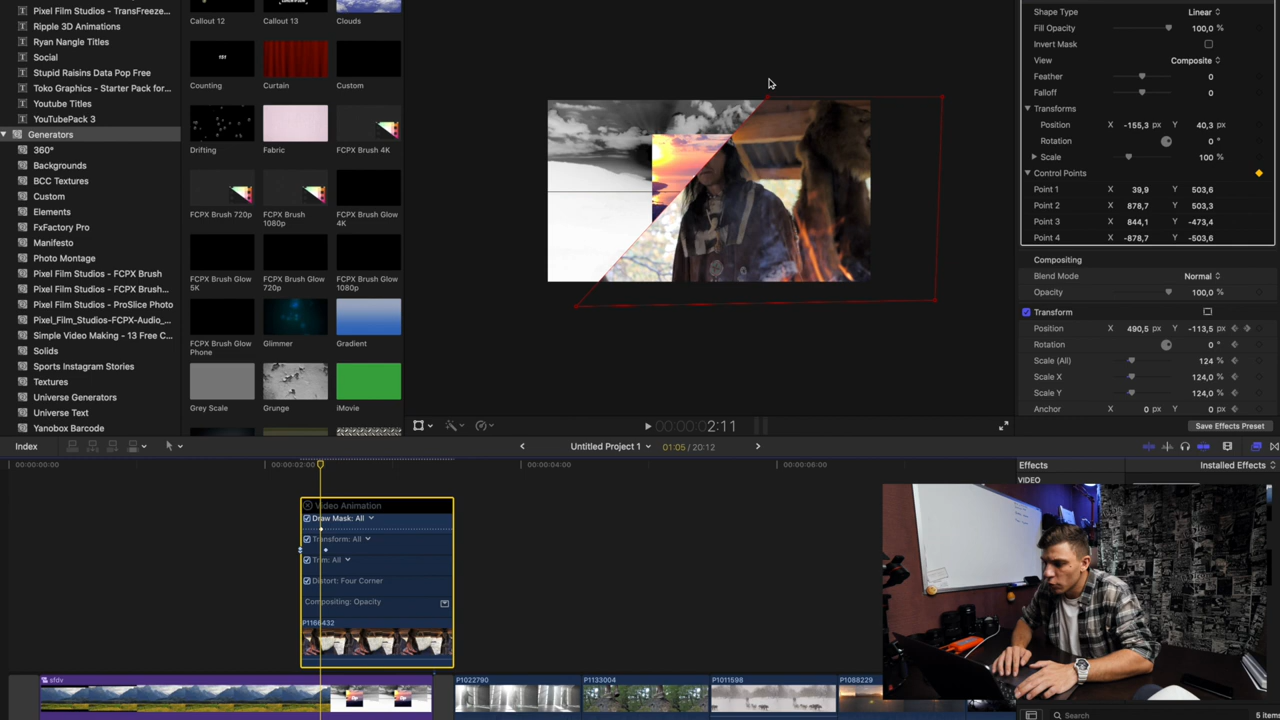 Pixel Film Studios - TransFreeze...
Ripple 3D Animations
Ryan Nangle Titles
Social
Stupid Raisins Data Pop Free
Toko Graphics - Starter Pack for...
Youtube Titles
YouTubePack 3
Generators
360°
Backgrounds
BCC Textures
Custom
Elements
FxFactory Pro
Manifesto
Photo Montage
Pixel Film Studios - FCPX Brush
Pixel Film Studios - FCPX Brush...
Pixel Film Studios - ProSlice Photo
Pixel_Film_Studios-FCPX-Audio_...
Simple Video Making - 13 Free C...
Solids
Sports Instagram Stories
Textures
Universe Generators
Universe Text
Yanobox Barcode
Callout 12
Callout 13
Clouds
Counting
Curtain
Custom
Drifting
Fabric
FCPX Brush 4K
FCPX Brush 720p
FCPX Brush 1080p
FCPX Brush Glow 4K
FCPX Brush Glow 5K
FCPX Brush Glow 720p
FCPX Brush Glow 1080p
FCPX Brush Glow Phone
Glimmer
Gradient
Grey Scale
Grunge
iMovie
Shape Type Linear
Fill Opacity 100,0 %
Invert Mask
View Composite
Feather 0
Falloff 0
Transforms
Position X -155,3 px Y 40,3 px
Rotation 0 °
Scale 100 %
Control Points
Point 1 X 39,9 Y 503,6
Point 2 X 878,7 Y 503,3
Point 3 X 844,1 Y -473,4
Point 4 X -878,7 Y -503,6
Compositing
Blend Mode Normal
Opacity 100,0 %
Transform
Position X 490,5 px Y -113,5 px
Rotation 0 °
Scale (All) 124 %
Scale X 124,0 %
Scale Y 124,0 %
Anchor X 0 px Y 0 px
Save Effects Preset
00:00:02:11
Index
Untitled Project 1
01:05 / 20:12
00:00:00:00
00:00:02:00
00:00:04:00
00:00:06:00
Effects
Installed Effects
VIDEO
Video Animation
Draw Mask: All
Transform: All
Trim: All
Distort: Four Corner
Compositing: Opacity
P1166432
sfdv
P1022790
P1133004
P1011598
P1088229
Search
5 items